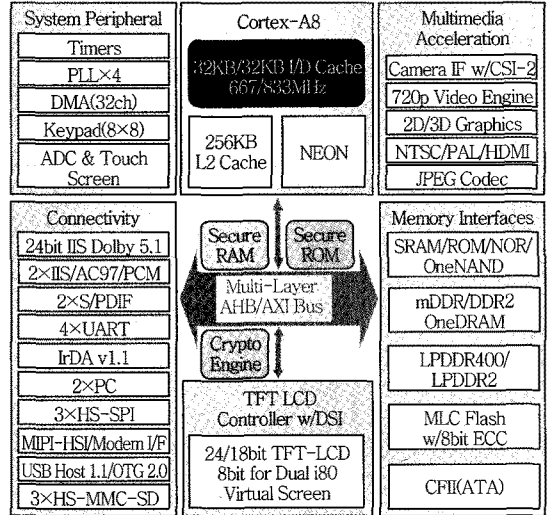 System Peripheral
Timers
PLL×4
DMA(32ch)
Keypad(8×8)
ADC & Touch
Screen
Cortex-A8
32KB/32KB I/D Cache
667/833MHz
256KB
L2 Cache
NEON
Multimedia
Acceleration
Camera IF w/CSI-2
720p Video Engine
2D/3D Graphics
NTSC/PAL/HDMI
JPEG Codec
Connectivity
24bit IIS Dolby 5.1
2×IIS/AC97/PCM
2×S/PDIF
4×UART
IrDA v1.1
2×PC
3×HS-SPI
MIPI-HSI/Modem I/F
USB Host 1.1/OTG 2.0
3×HS-MMC-SD
Secure
RAM
Secure
ROM
Multi-Layer
AHB/AXI Bus
Crypto
Engine
TFT LCD
Controller w/DSI
24/18bit TFT-LCD
8bit for Dual i80
Virtual Screen
Memory Interfaces
SRAM/ROM/NOR/
OneNAND
mDDR/DDR2
OneDRAM
LPDDR400/
LPDDR2
MLC Flash
w/8bit ECC
CFII(ATA)